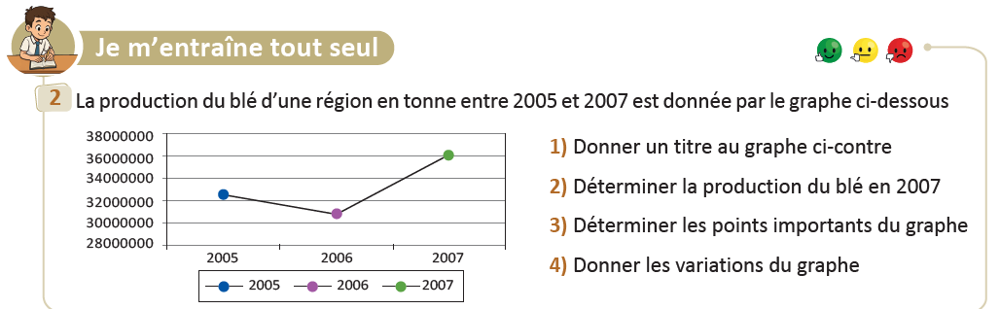 Je m'entraîne tout seul
2 La production du blé d'une région en tonne entre 2005 et 2007 est donnée par le graphe ci-dessous
38000000
36000000
34000000
32000000
30000000
28000000
2005 2006 2007
2005 2006 2007
1) Donner un titre au graphe ci-contre
2) Déterminer la production du blé en 2007
3) Déterminer les points importants du graphe
4) Donner les variations du graphe